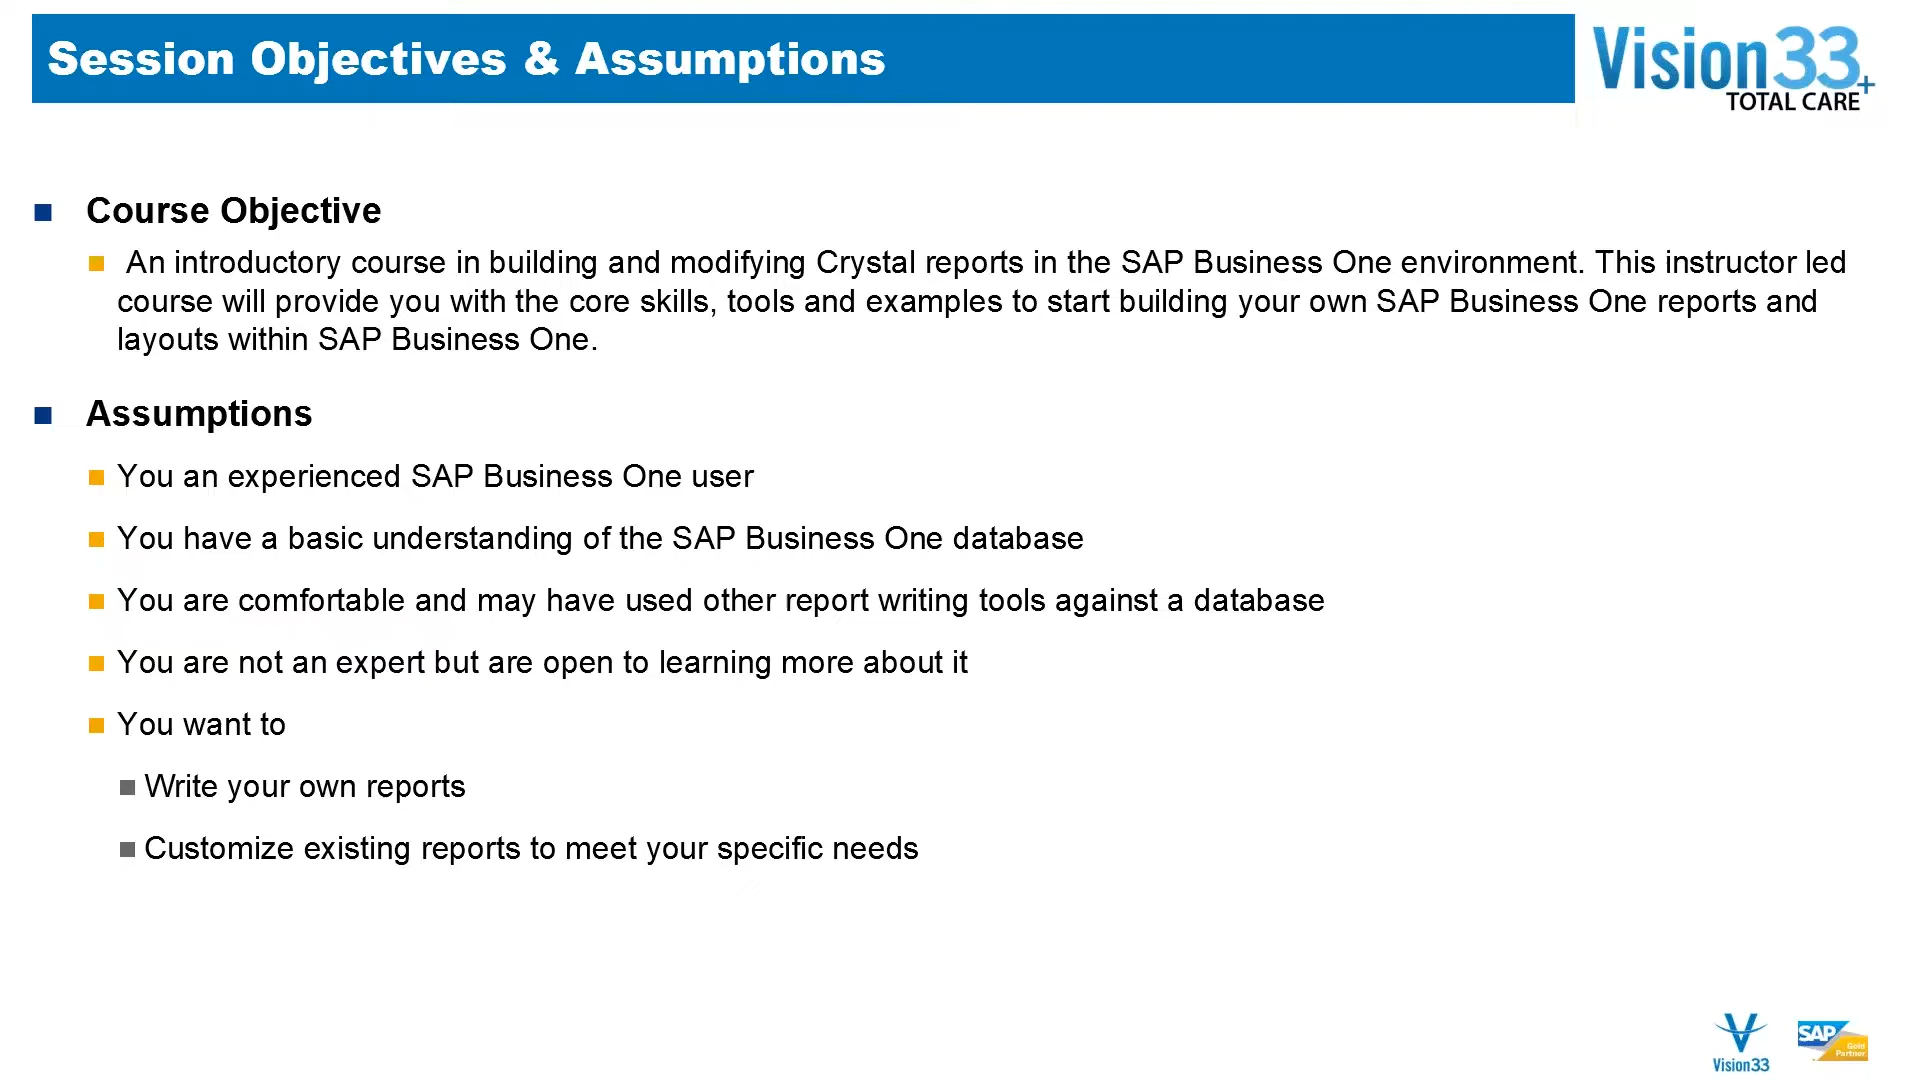 Session Objectives & Assumptions
Vision33+
TOTAL CARE
Course Objective
An introductory course in building and modifying Crystal reports in the SAP Business One environment. This instructor led
course will provide you with the core skills, tools and examples to start building your own SAP Business One reports and
layouts within SAP Business One.
Assumptions
You an experienced SAP Business One user
You have a basic understanding of the SAP Business One database
You are comfortable and may have used other report writing tools against a database
You are not an expert but are open to learning more about it
You want to
Write your own reports
Customize existing reports to meet your specific needs
Vision33
SAP
Gold
Partner